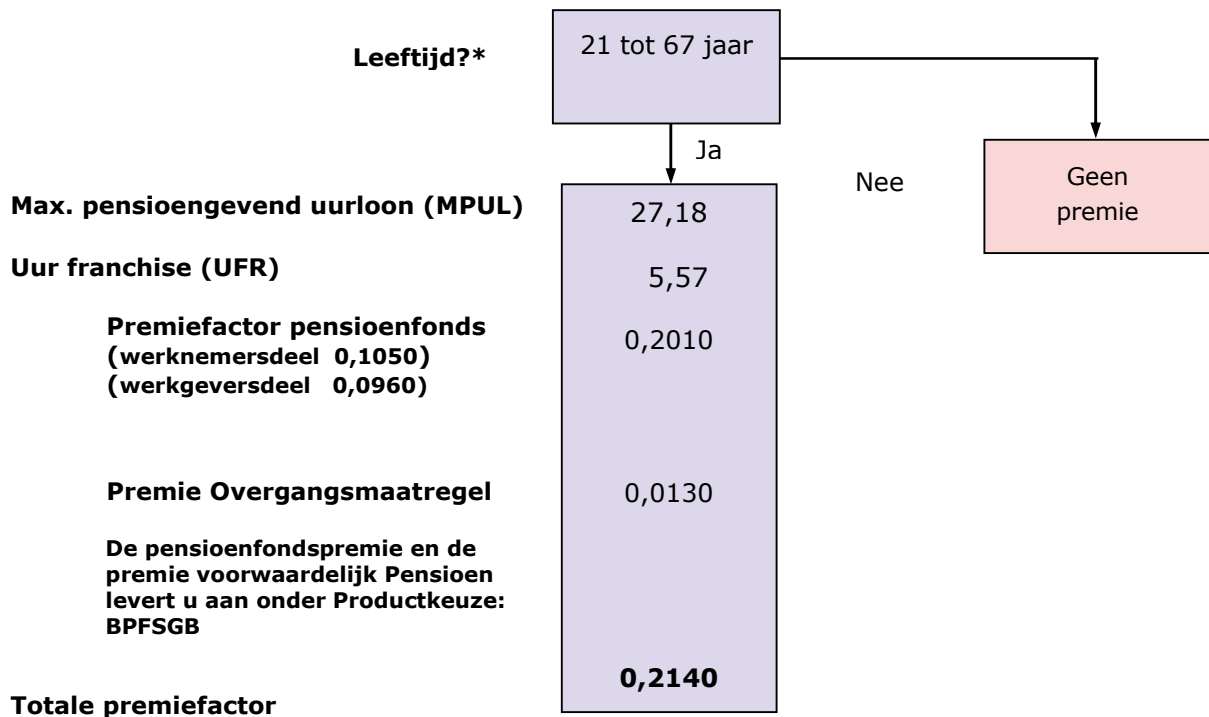 Leeftijd?*
21 tot 67 jaar
Ja
Nee
Geen
premie
Max. pensioengevend uurloon (MPUL)
27,18
Uur franchise (UFR)
5,57
Premiefactor pensioenfonds
(werknemersdeel 0,1050)
(werkgeversdeel 0,0960)
0,2010
Premie Overgangsmaatregel
0,0130
De pensioenfondspremie en de
premie voorwaardelijk Pensioen
levert u aan onder Productkeuze:
BPFSGB
0,2140
Totale premiefactor